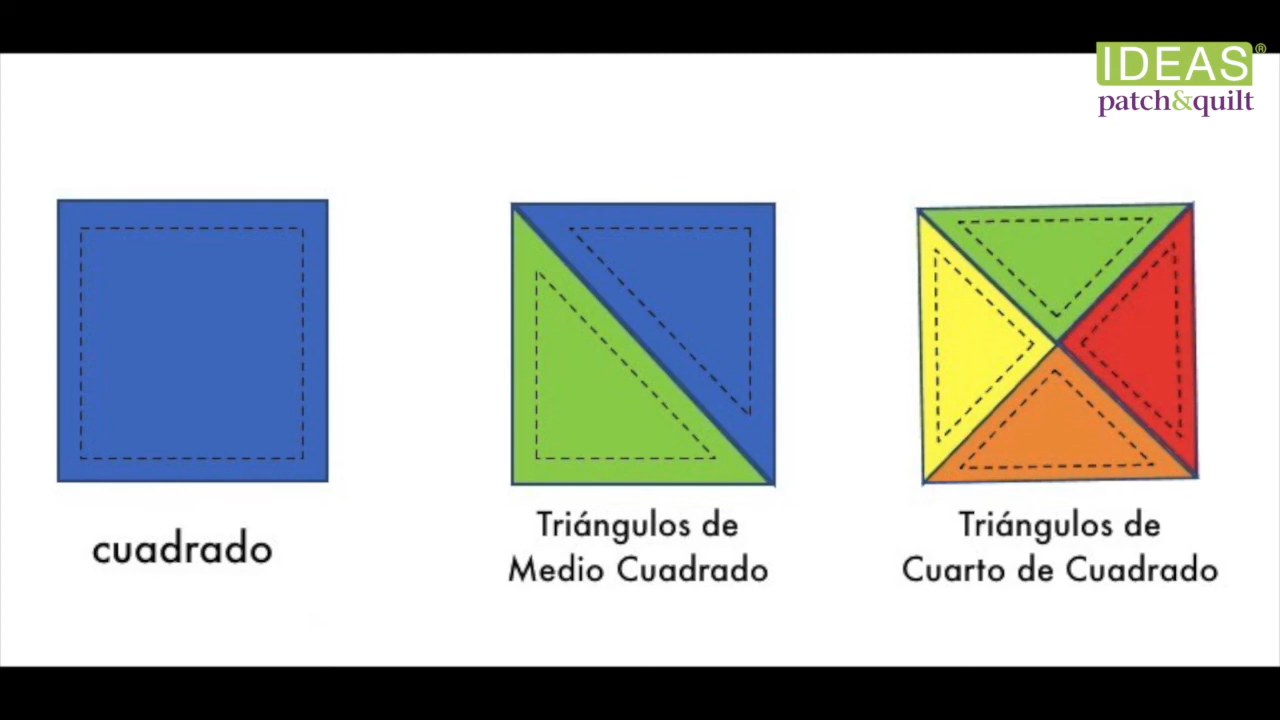 IDEAS®
patch&quilt
cuadrado
Triángulos de
Medio Cuadrado
Triángulos de
Cuarto de Cuadrado